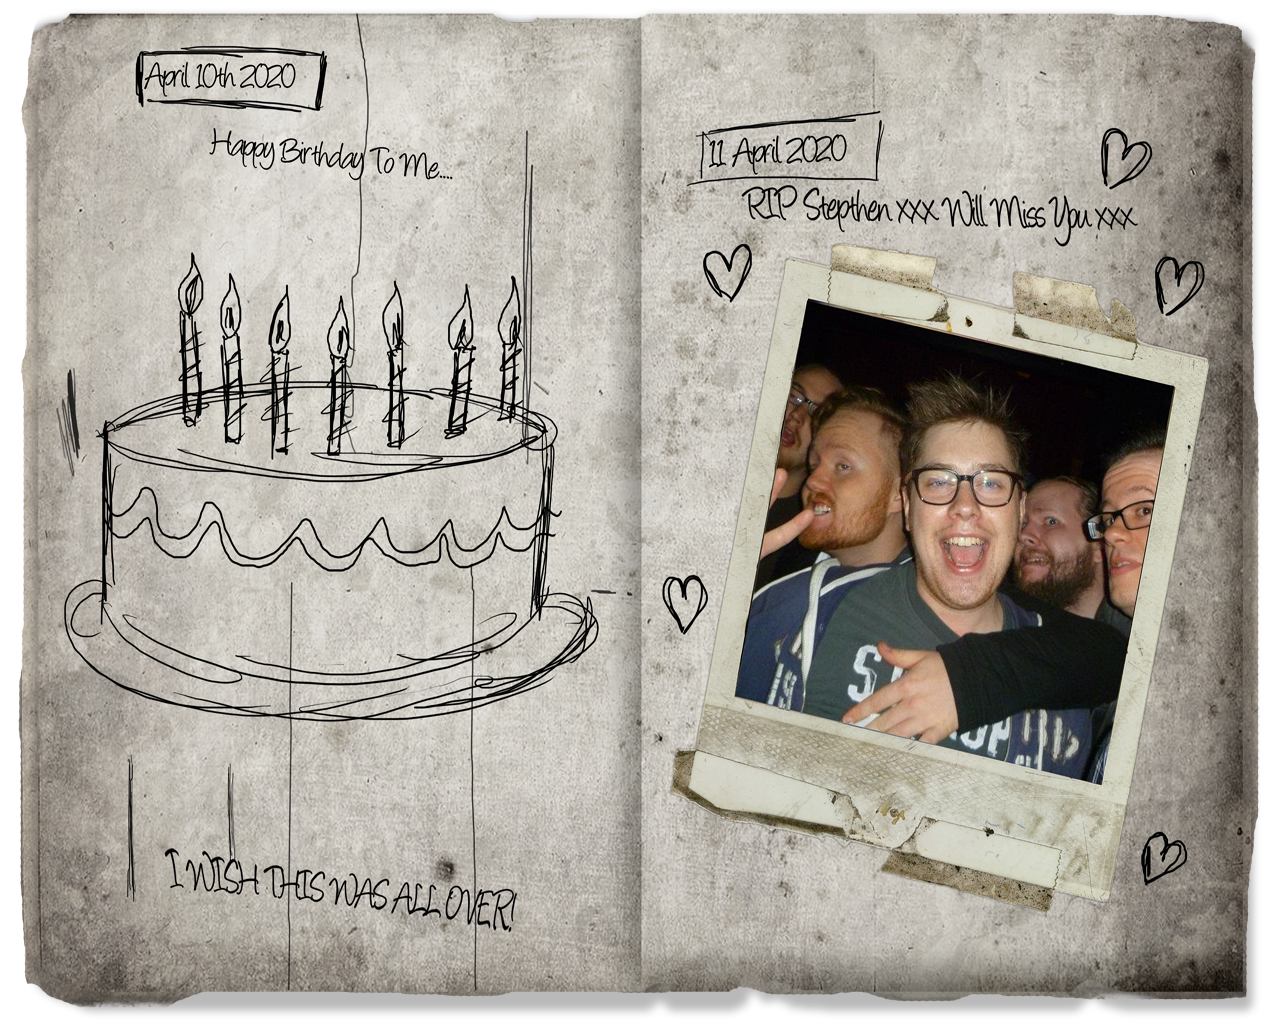 April 10th 2020
Happy Birthday To Me....
I WISH THIS WAS ALL OVER!
11 April 2020
RIP Stepthen xxx Will Miss You xxx